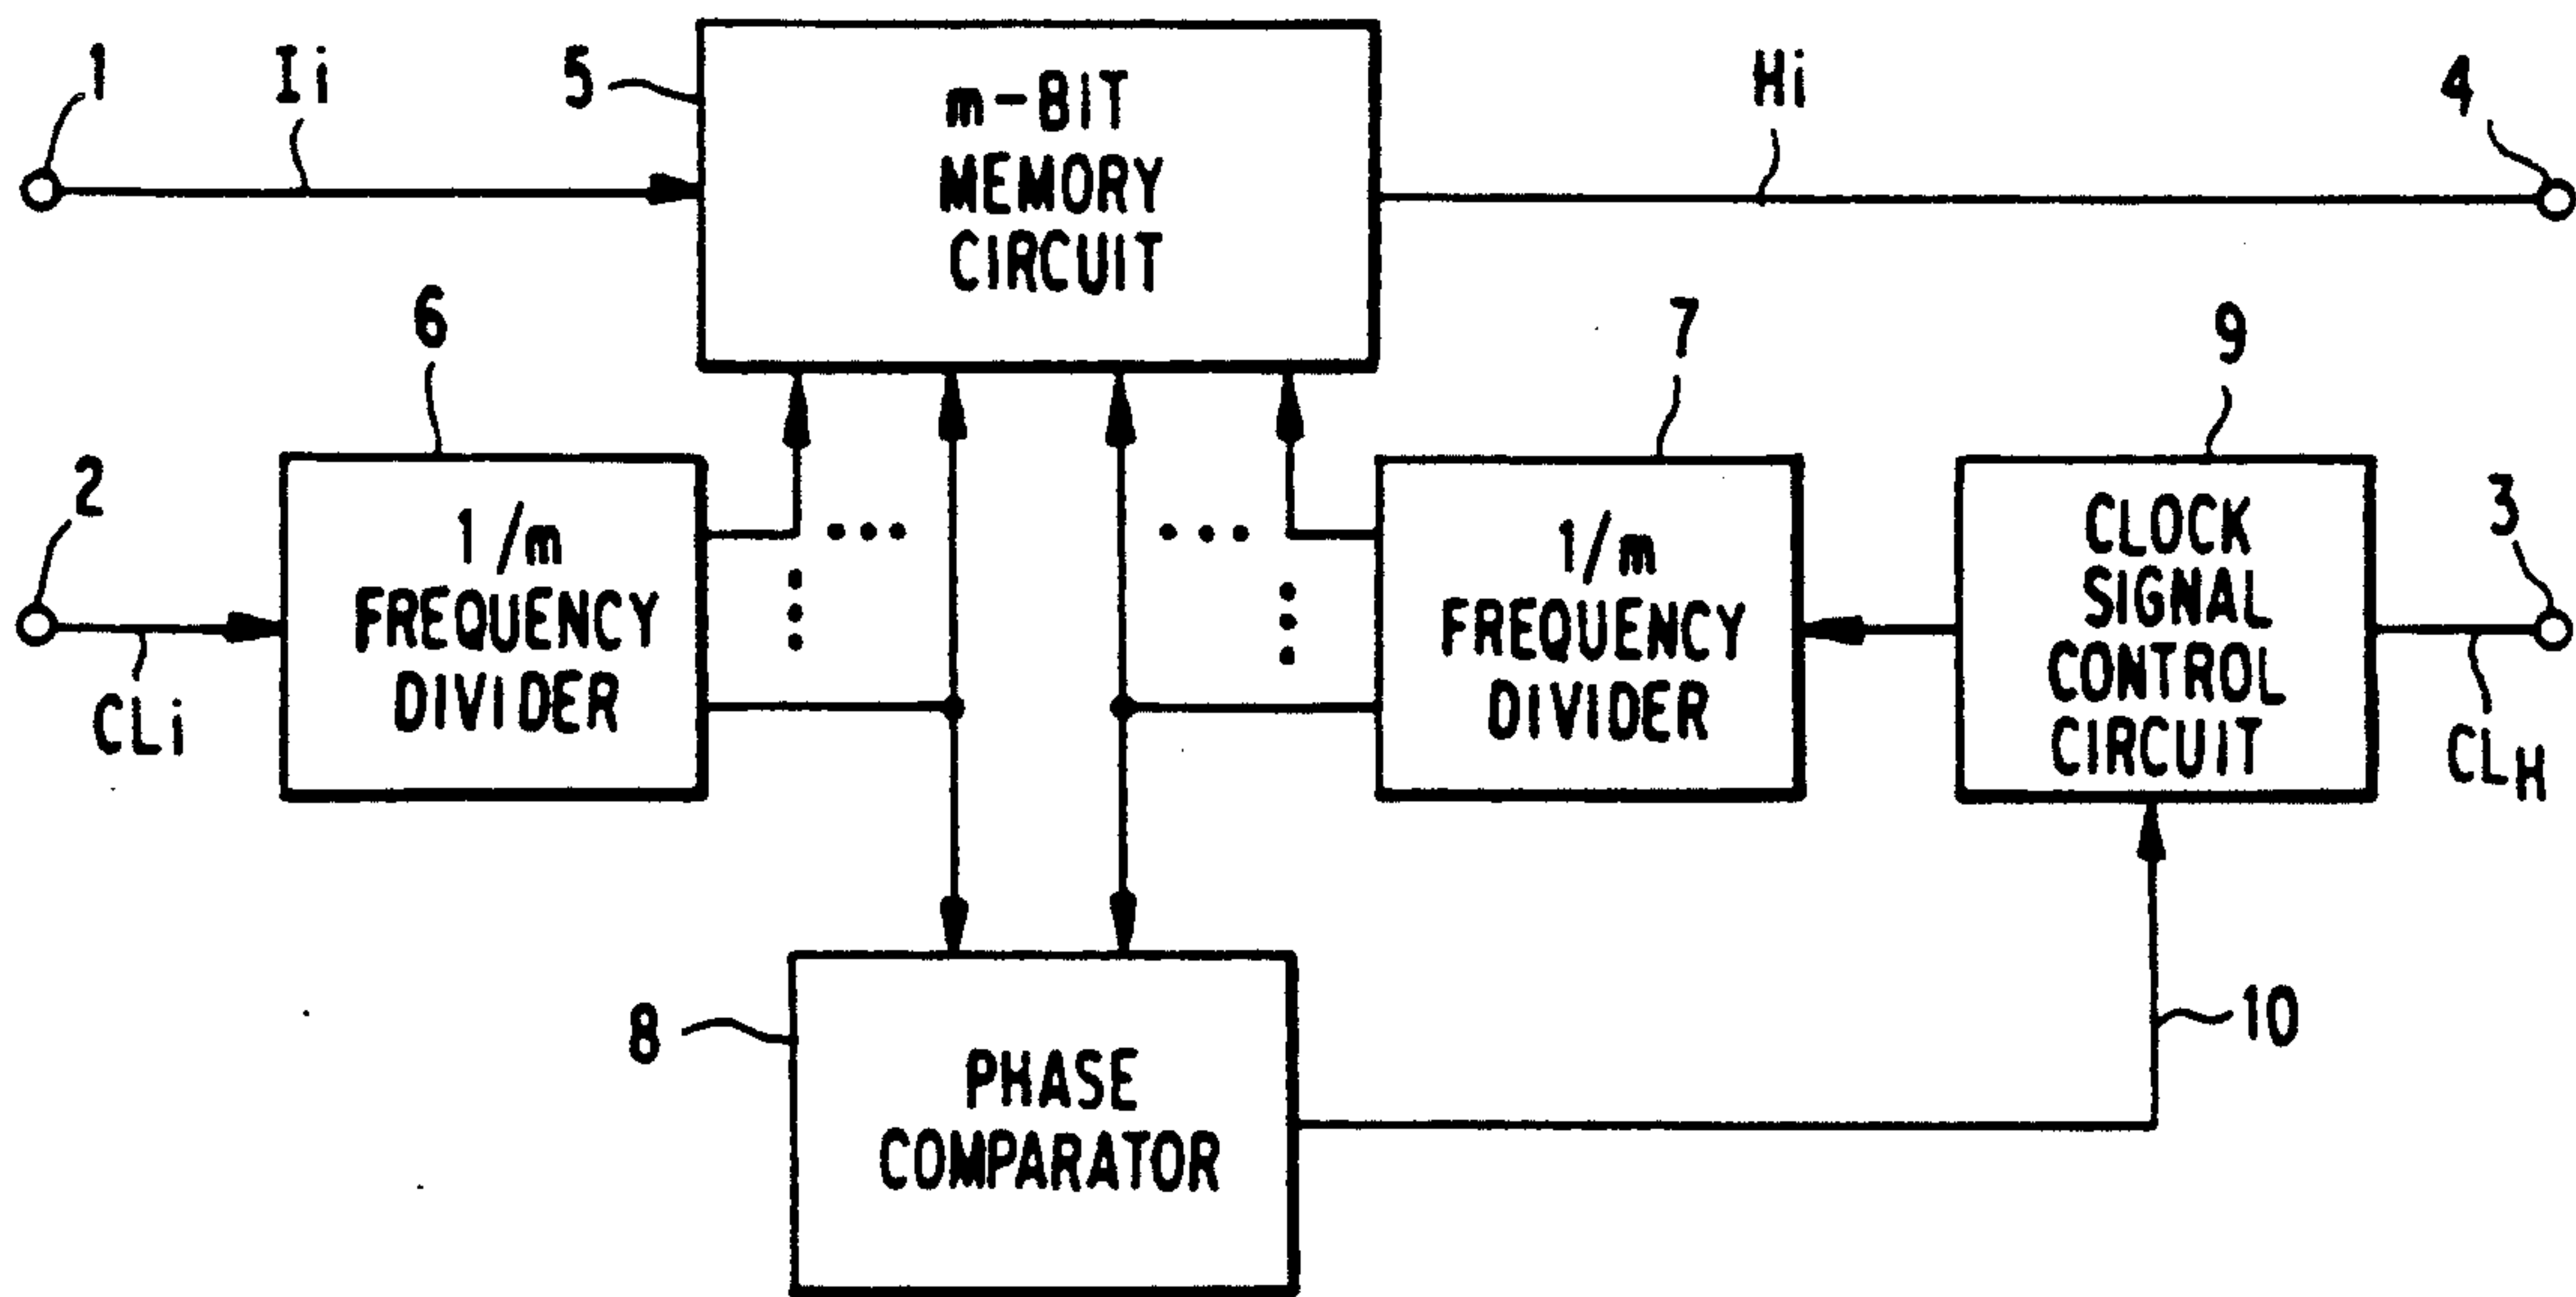 1
Ii
5
m-BIT
MEMORY
CIRCUIT
Hi
4
6
7
9
2
1/m
FREQUENCY
DIVIDER
1/m
FREQUENCY
DIVIDER
CLOCK
SIGNAL
CONTROL
CIRCUIT
3
CLi
CLH
8
PHASE
COMPARATOR
10